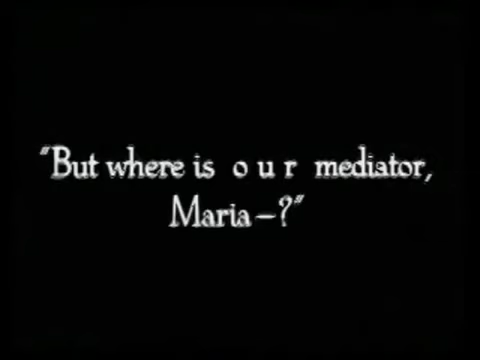 "But where is o u r mediator,
Maria—?"